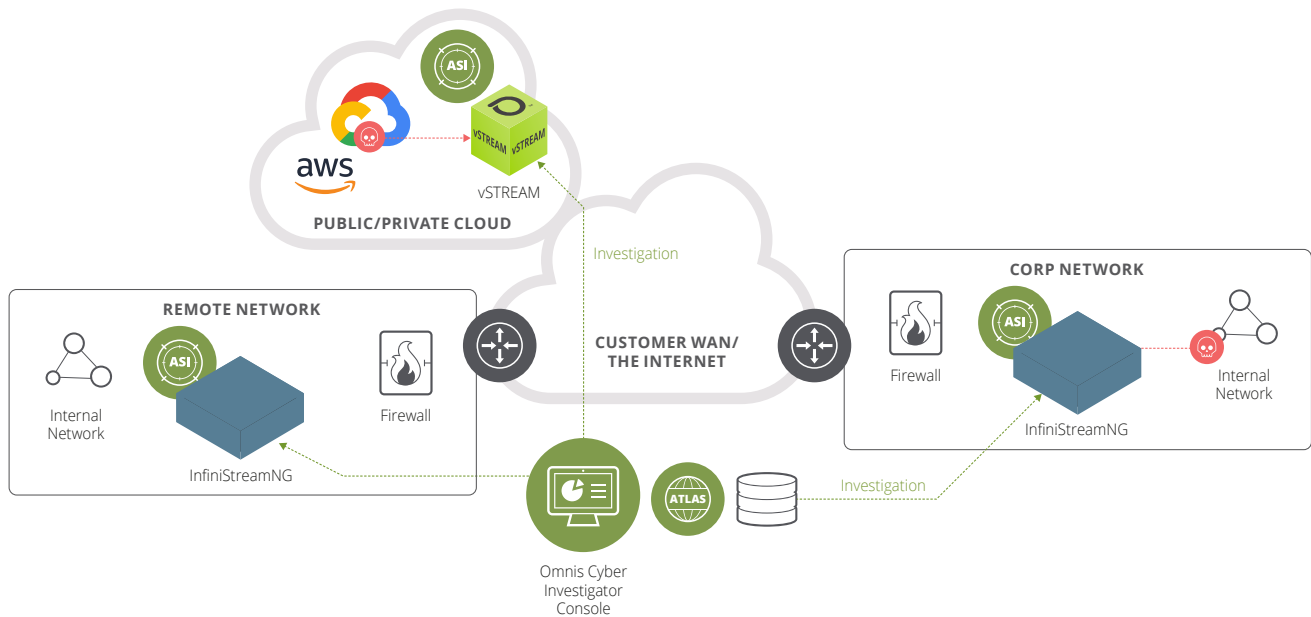 ASI
vSTREAM
vSTREAM
aws
vSTREAM
PUBLIC/PRIVATE CLOUD
Investigation
REMOTE NETWORK
ASI
Internal
Network
Firewall
InfiniStreamNG
CUSTOMER WAN/
THE INTERNET
CORP NETWORK
ASI
Firewall
Internal
Network
InfiniStreamNG
ATLAS
Investigation
Omnis Cyber
Investigator
Console